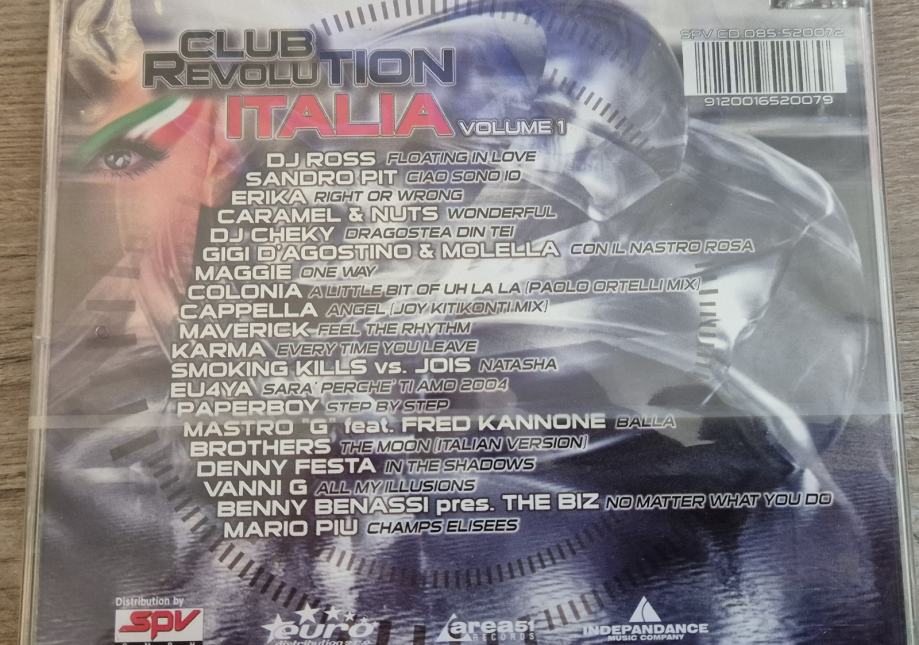 SPV CD 085-520072
9120016520079
CLUB
REVOLUTION
ITALIA VOLUME 1
DJ ROSS FLOATING IN LOVE
SANDRO PIT CIAO SONO IO
ERIKA RIGHT OR WRONG
CARAMEL & NUTS WONDERFUL
DJ CHEKY DRAGOSTEA DIN TEI
GIGI D'AGOSTINO & MOLELLA CON IL NASTRO ROSA
MAGGIE ONE WAY
COLONIA A LITTLE BIT OF UH LA LA (PAOLO ORTELLI MIX)
CAPPELLA ANGEL (JOY KITIKONTI MIX)
MAVERICK FEEL THE RHYTHM
KARMA EVERY TIME YOU LEAVE
SMOKING KILLS vs. JOIS NATASHA
EU4YA SARA' PERCHE' TI AMO 2004
PAPERBOY STEP BY STEP
MASTRO "G" feat. FRED KANNONE BALLA
BROTHERS THE MOON (ITALIAN VERSION)
DENNY FESTA IN THE SHADOWS
VANNI G ALL MY ILLUSIONS
BENNY BENASSI pres. THE BIZ NO MATTER WHAT YOU DO
MARIO PIU CHAMPS ELISEES
Distribution by
spv
euro
area51
RECORDS
INDEPANDANCE
MUSIC COMPANY